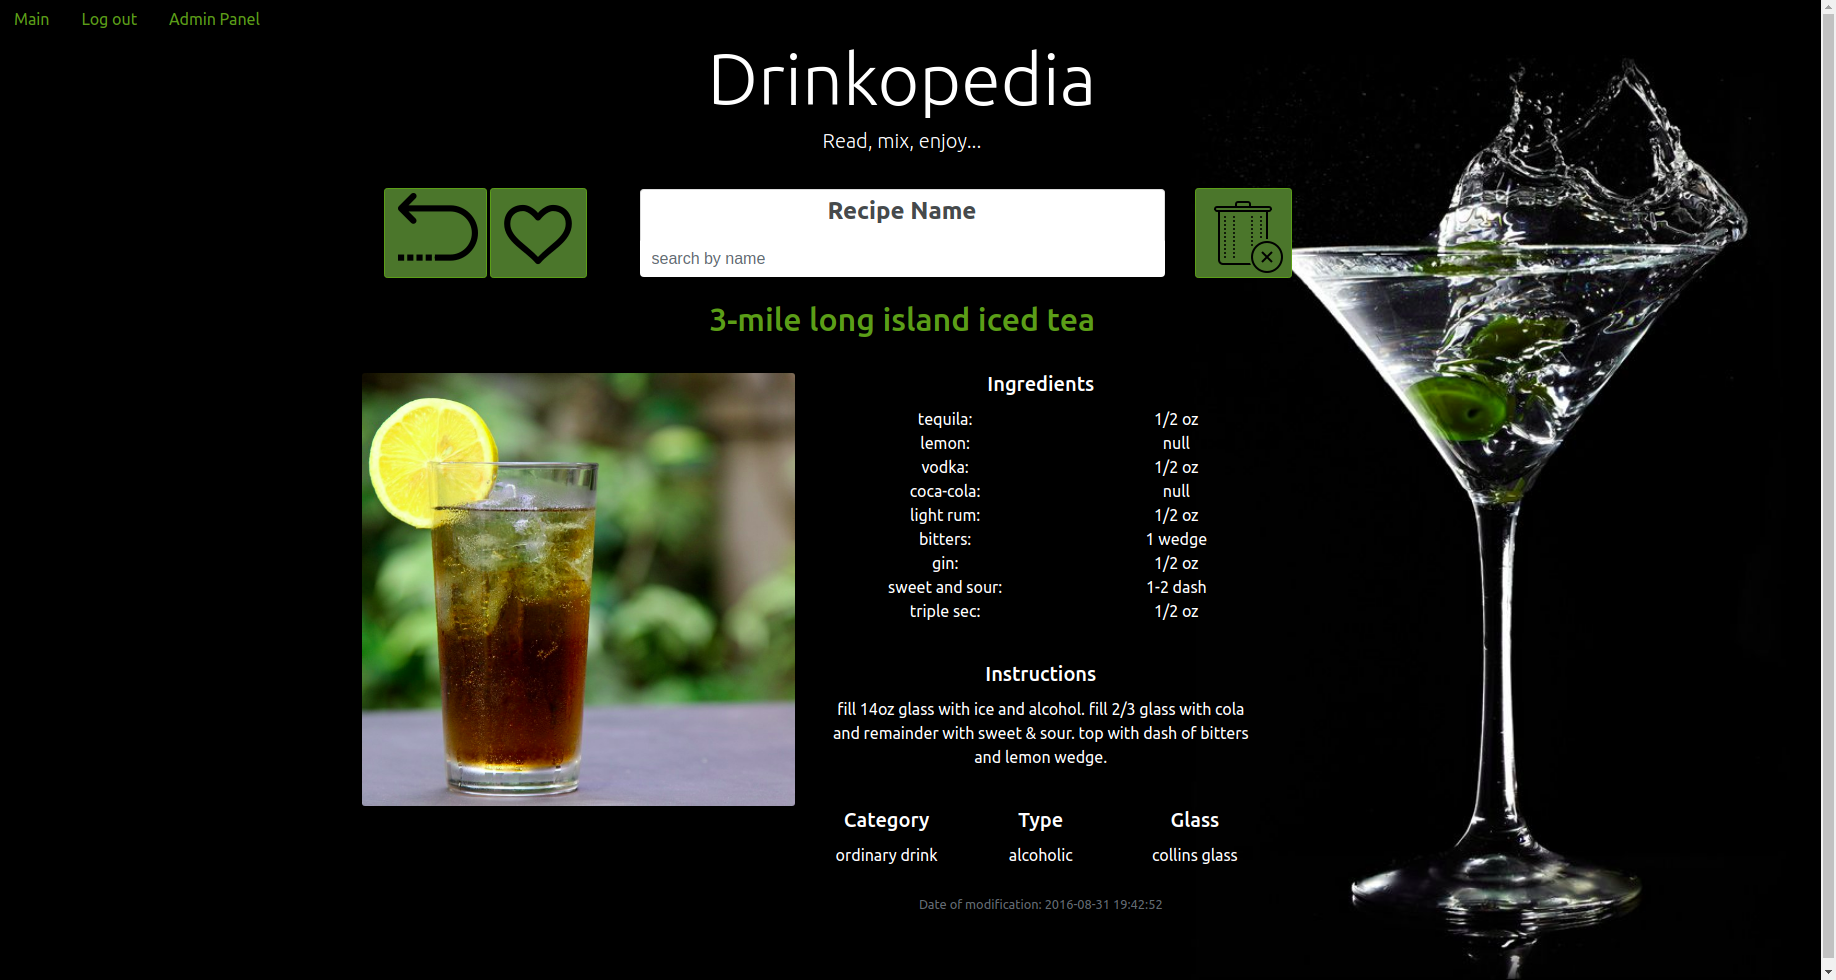 Main Log out Admin Panel
Drinkopedia
Read, mix, enjoy...
Recipe Name
search by name
3-mile long island iced tea
Ingredients
tequila: 1/2 oz
lemon: null
vodka: 1/2 oz
coca-cola: null
light rum: 1/2 oz
bitters: 1 wedge
gin: 1/2 oz
sweet and sour: 1-2 dash
triple sec: 1/2 oz
Instructions
fill 14oz glass with ice and alcohol. fill 2/3 glass with cola
and remainder with sweet & sour. top with dash of bitters
and lemon wedge.
Category Type Glass
ordinary drink alcoholic collins glass
Date of modification: 2016-08-31 19:42:52